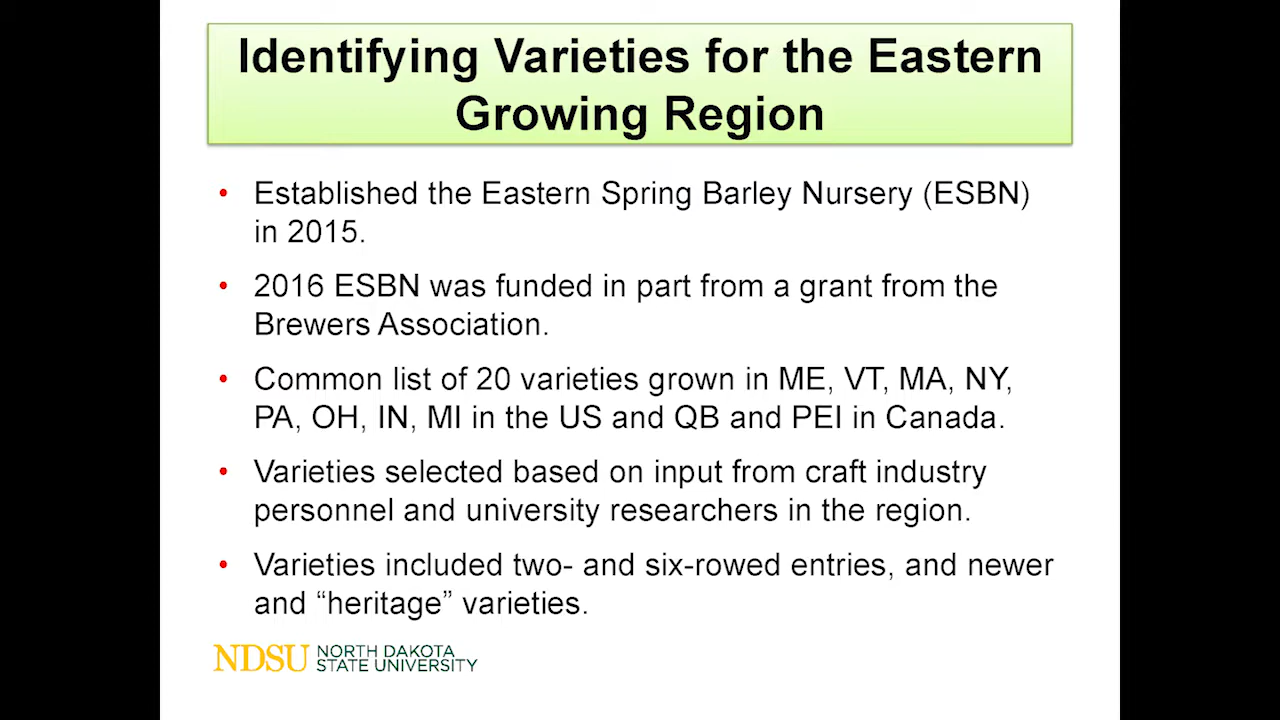 Identifying Varieties for the Eastern
Growing Region
• Established the Eastern Spring Barley Nursery (ESBN)
in 2015.
• 2016 ESBN was funded in part from a grant from the
Brewers Association.
• Common list of 20 varieties grown in ME, VT, MA, NY,
PA, OH, IN, MI in the US and QB and PEI in Canada.
• Varieties selected based on input from craft industry
personnel and university researchers in the region.
• Varieties included two- and six-rowed entries, and newer
and “heritage” varieties.
NDSU NORTH DAKOTA
STATE UNIVERSITY